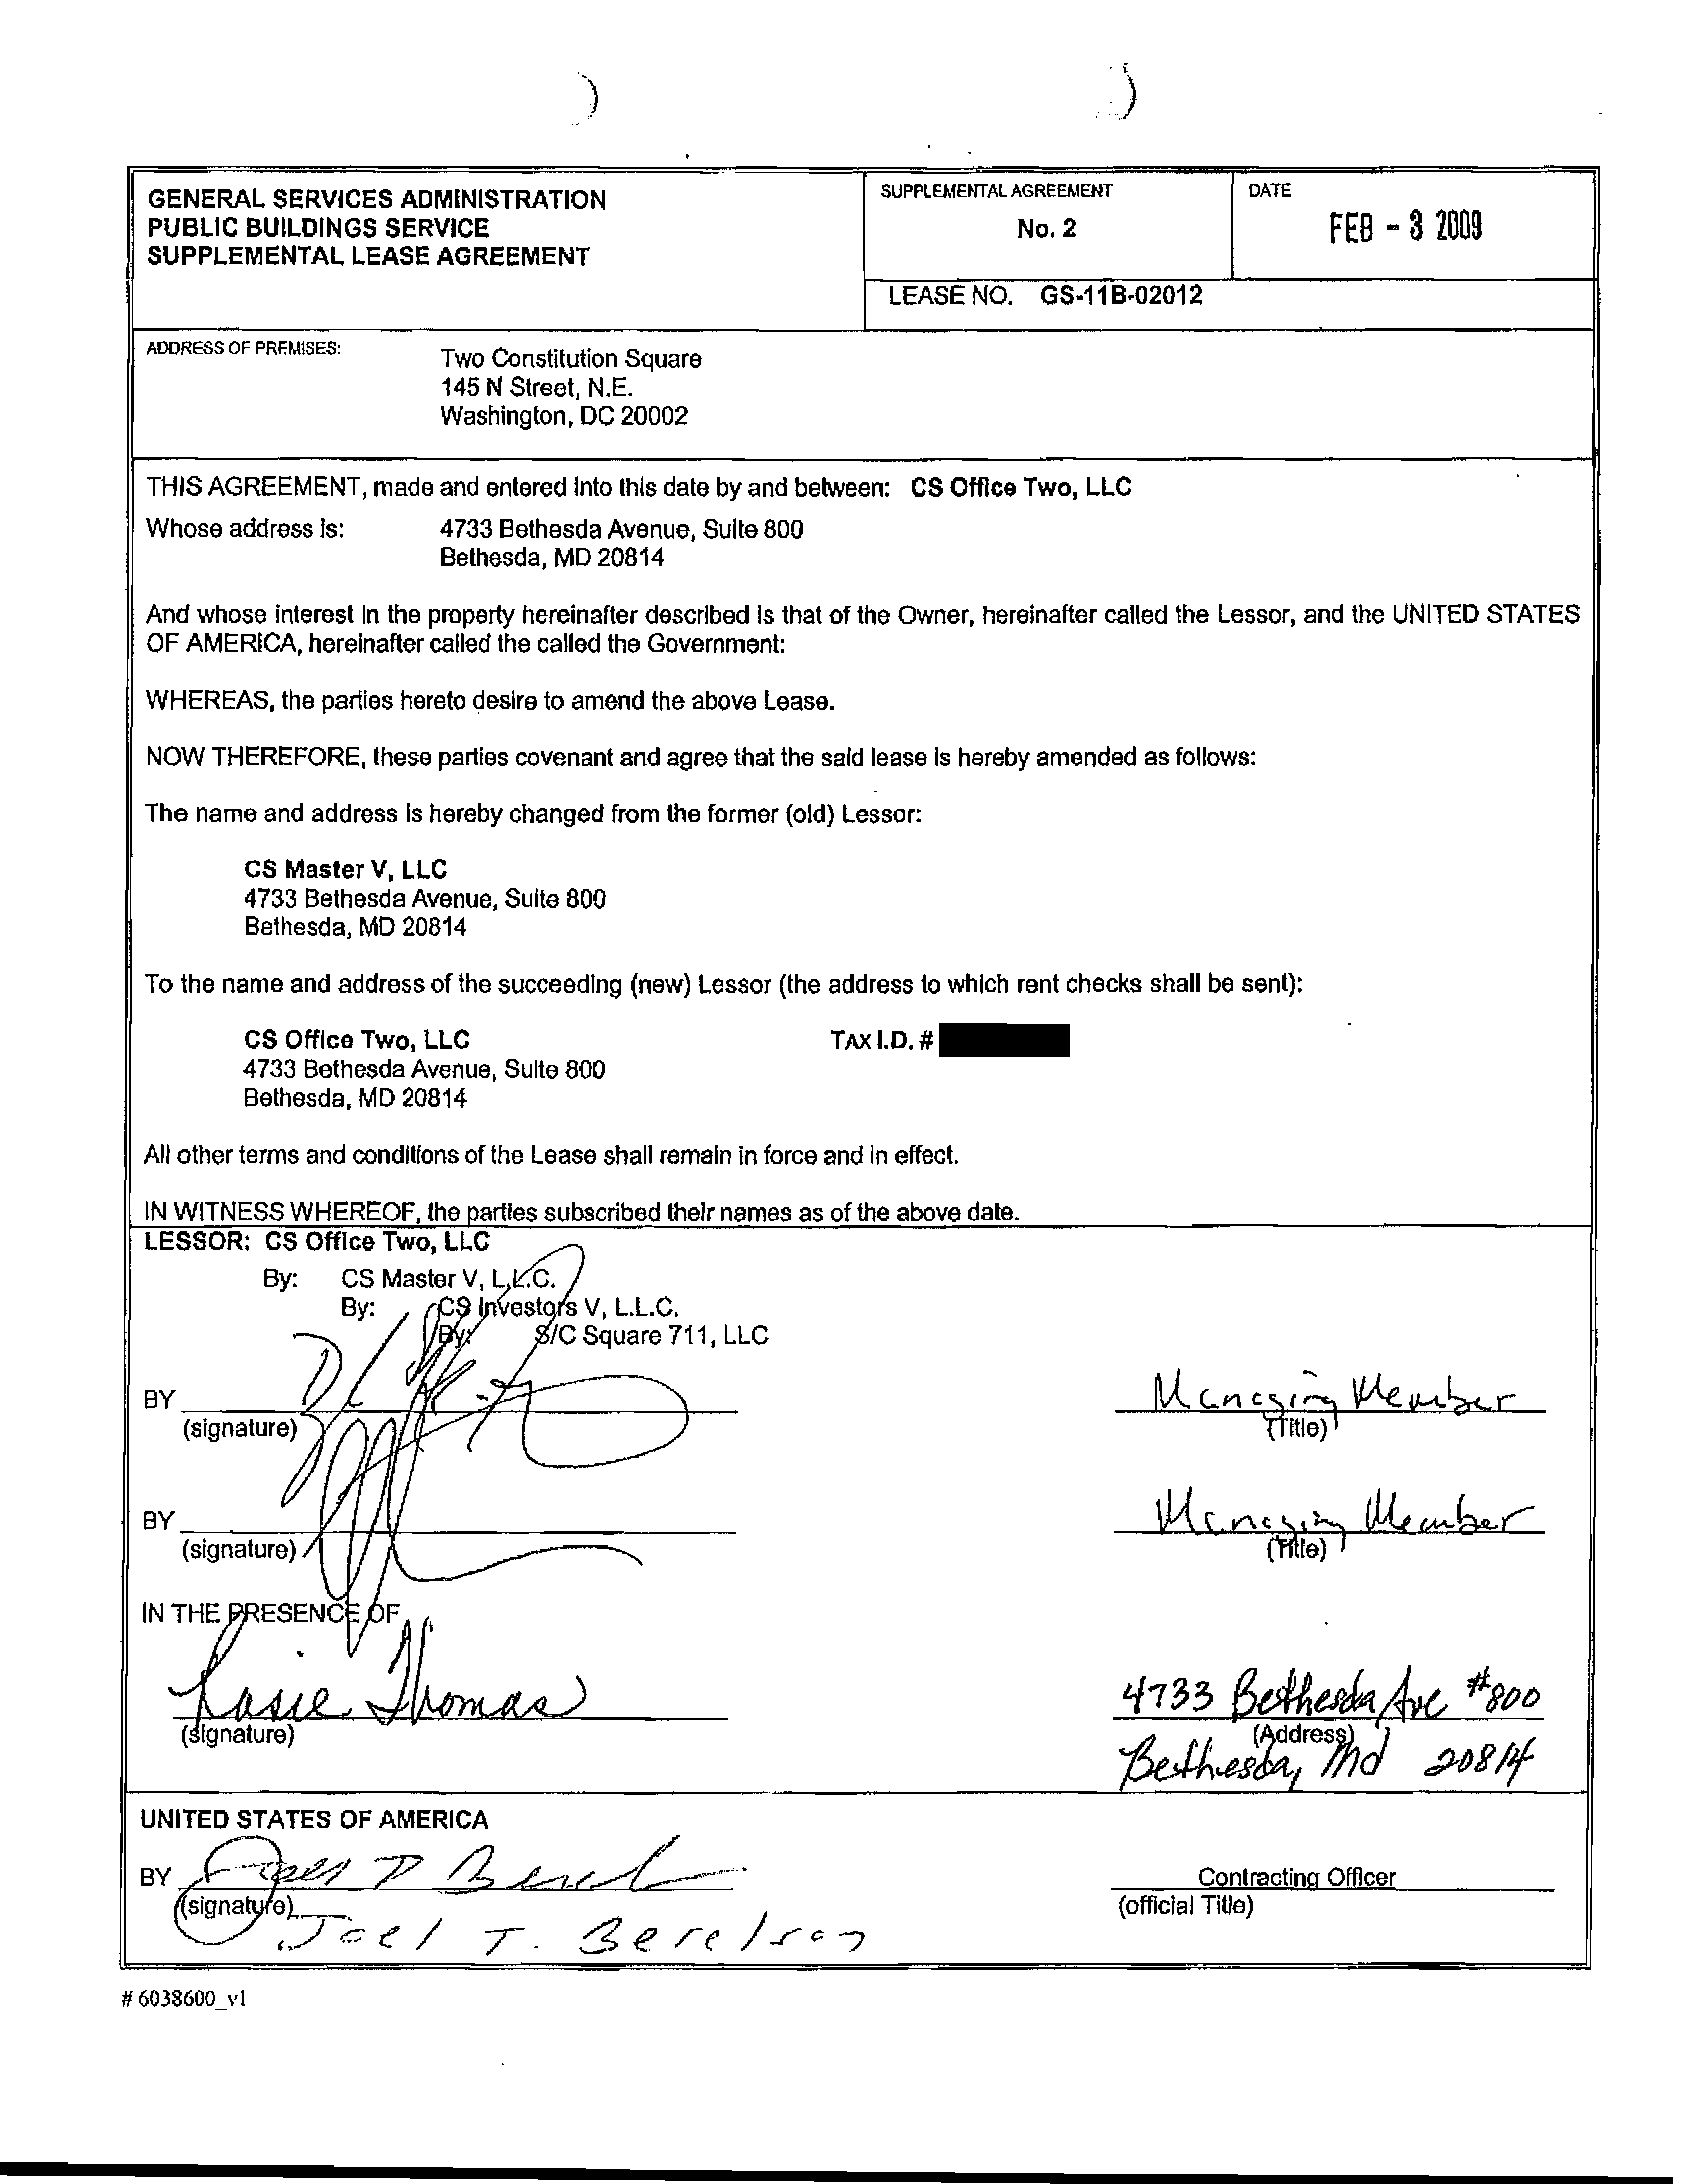 GENERAL SERVICES ADMINISTRATION
PUBLIC BUILDINGS SERVICE
SUPPLEMENTAL LEASE AGREEMENT
SUPPLEMENTAL AGREEMENT
No. 2
DATE
FEB - 3 2009
LEASE NO. GS-11B-02012
ADDRESS OF PREMISES:
Two Constitution Square
145 N Street, N.E.
Washington, DC 20002
THIS AGREEMENT, made and entered into this date by and between: CS Office Two, LLC
Whose address is: 4733 Bethesda Avenue, Suite 800
Bethesda, MD 20814
And whose interest in the property hereinafter described is that of the Owner, hereinafter called the Lessor, and the UNITED STATES
OF AMERICA, hereinafter called the called the Government:
WHEREAS, the parties hereto desire to amend the above Lease.
NOW THEREFORE, these parties covenant and agree that the said lease is hereby amended as follows:
The name and address is hereby changed from the former (old) Lessor:
CS Master V, LLC
4733 Bethesda Avenue, Suite 800
Bethesda, MD 20814
To the name and address of the succeeding (new) Lessor (the address to which rent checks shall be sent):
CS Office Two, LLC TAX I.D. #
4733 Bethesda Avenue, Suite 800
Bethesda, MD 20814
All other terms and conditions of the Lease shall remain in force and in effect.
IN WITNESS WHEREOF, the parties subscribed their names as of the above date.
LESSOR: CS Office Two, LLC
By: CS Master V, L.L.C.
By: CS Investors V, L.L.C.
By: S/C Square 711, LLC
BY Managing Member
(signature) (Title)
BY Managing Member
(signature) (Title)
IN THE PRESENCE OF
Thomas 4733 Bethesda Ave #800
(signature) (Address)
Bethesda, Md 20814
UNITED STATES OF AMERICA
BY Contracting Officer
(signature) (official Title)
Joel T. Berelson
# 6038600_v1